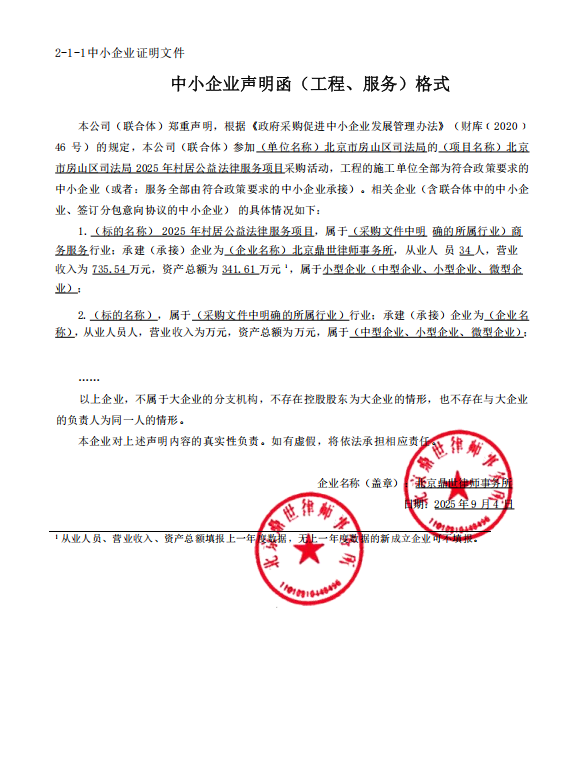 2-1-1中小企业证明文件
中小企业声明函（工程、服务）格式
本公司（联合体）郑重声明，根据《政府采购促进中小企业发展管理办法》（财库﹝2020﹞
46 号）的规定，本公司（联合体）参加（单位名称）北京市房山区司法局的（项目名称）北京
市房山区司法局 2025 年村居公益法律服务项目采购活动，工程的施工单位全部为符合政策要求的
中小企业（或者：服务全部由符合政策要求的中小企业承接）。相关企业（含联合体中的中小企
业、签订分包意向协议的中小企业） 的具体情况如下：
1.（标的名称） 2025 年村居公益法律服务项目，属于（采购文件中明 确的所属行业）商
务服务行业；承建（承接）企业为（企业名称）北京鼎世律师事务所，从业人 员 34 人，营业
收入为 735.54 万元，资产总额为 341.61 万元 1，属于小型企业（中型企业、小型企业、微型企
业）；
2.（标的名称），属于（采购文件中明确的所属行业）行业；承建（承接）企业为（企业名
称），从业人员人，营业收入为万元，资产总额为万元，属于（中型企业、小型企业、微型企业）；
……
以上企业，不属于大企业的分支机构，不存在控股股东为大企业的情形，也不存在与大企业
的负责人为同一人的情形。
本企业对上述声明内容的真实性负责。如有虚假，将依法承担相应责任。
企业名称（盖章）：北京鼎世律师事务所
日期：2025 年 9 月 4 日
1 从业人员、营业收入、资产总额填报上一年度数据，无上一年度数据的新成立企业可不填报。
北京鼎世律师事务所
北京鼎世律师事务所